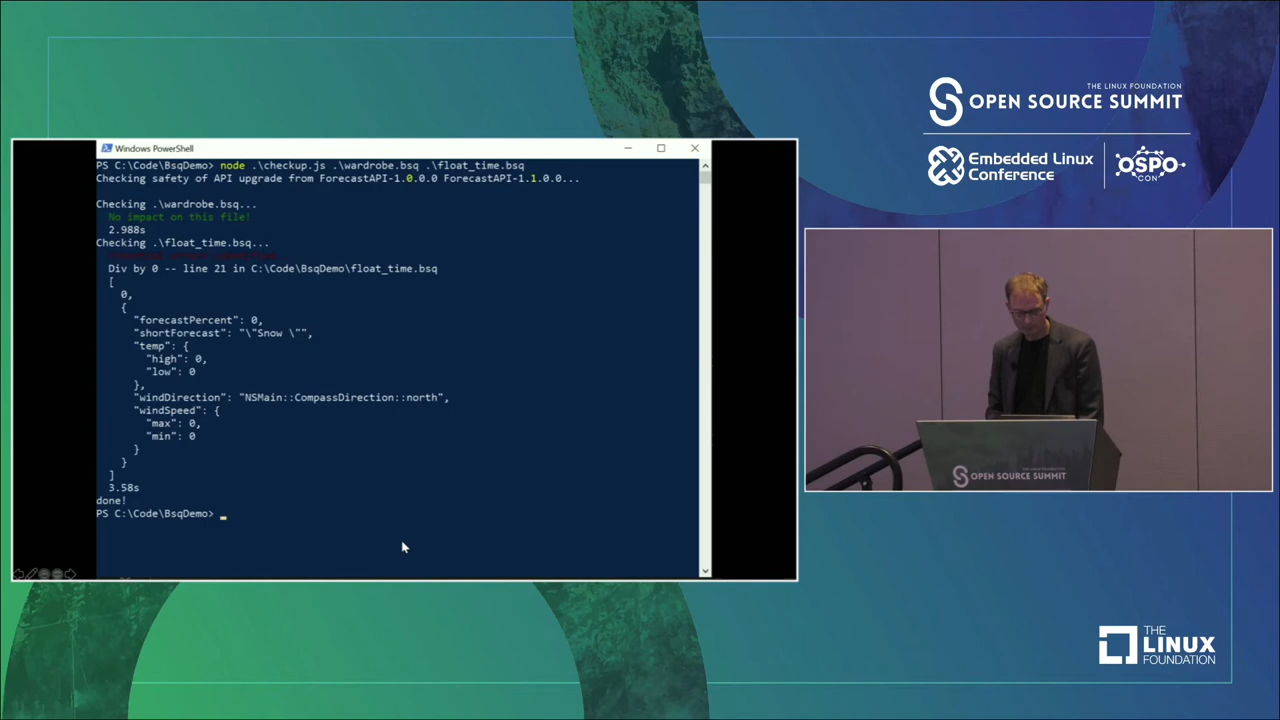 THE LINUX FOUNDATION
OPEN SOURCE SUMMIT
Embedded Linux
Conference
OSPO
CON
Windows PowerShell
PS C:\Code\BsqDemo> node .\checkup.js .\wardrobe.bsq .\float_time.bsq
Checking safety of API upgrade from ForecastAPI-1.0.0.0 ForecastAPI-1.1.0.0...
Checking .\wardrobe.bsq...
No impact on this file!
2.988s
Checking .\float_time.bsq...
Div by 0 -- line 21 in C:\Code\BsqDemo\float_time.bsq
[
0,
{
"forecastPercent": 0,
"shortForecast": "\"Snow \"",
"temp": {
"high": 0,
"low": 0
},
"windDirection": "NSMain::CompassDirection::north",
"windSpeed": {
"max": 0,
"min": 0
}
}
]
3.58s
done!
PS C:\Code\BsqDemo> _
OPEN SOURCE SUMMIT
THE
LINUX
FOUNDATION